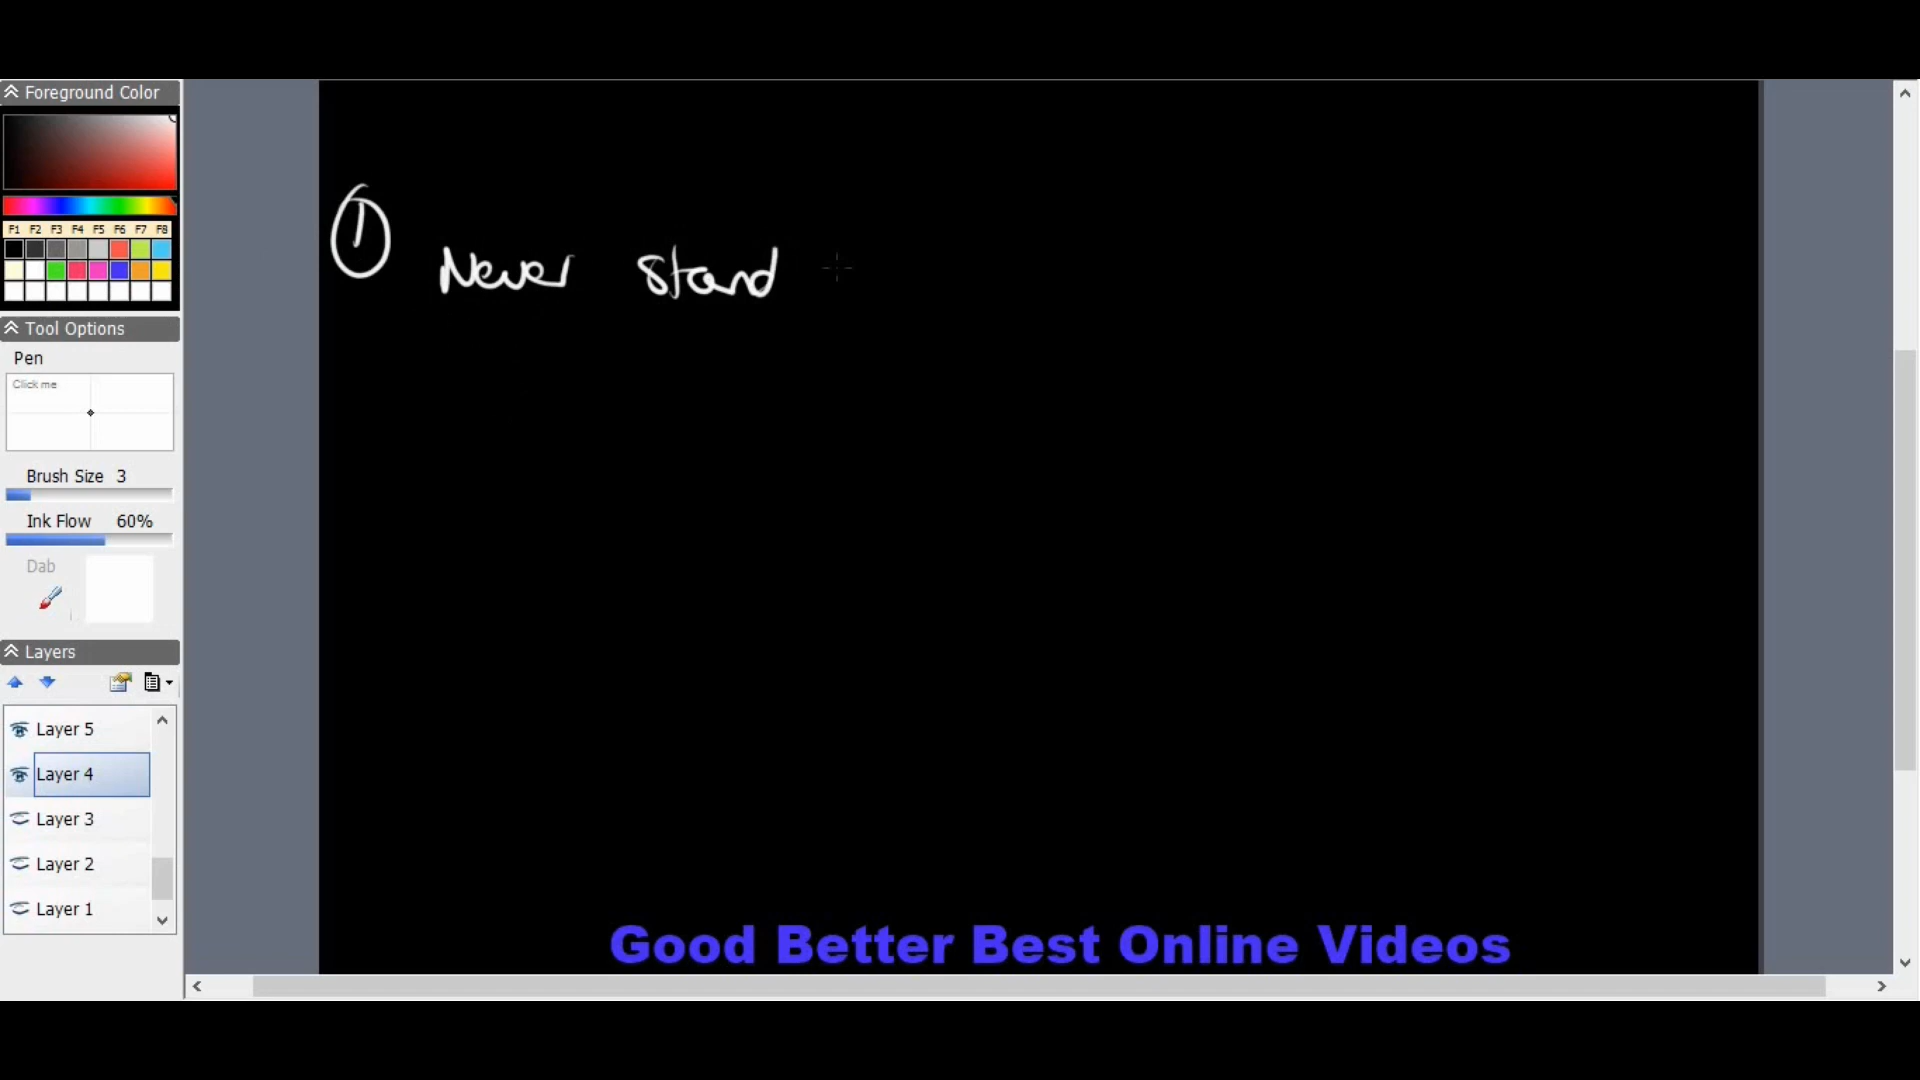 Foreground Color
F1 F2 F3 F4 F5 F6 F7 F8
Tool Options
Pen
Click me
Brush Size 3
Ink Flow 60%
Dab
Layers
Layer 5
Layer 4
Layer 3
Layer 2
Layer 1
①
Never stand
Good Better Best Online Videos